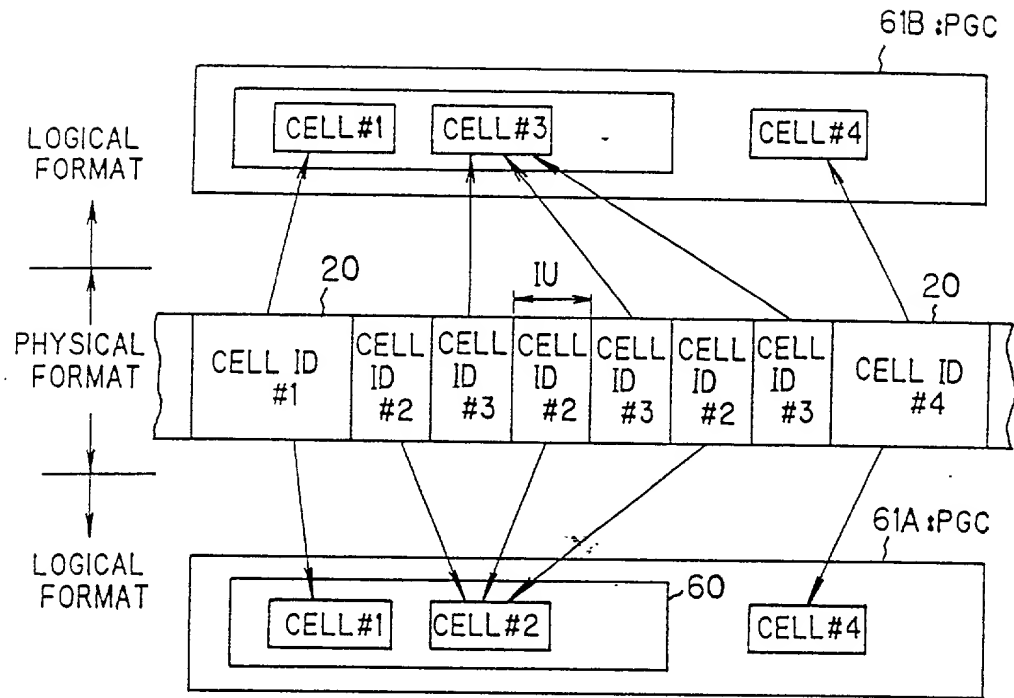 61B :PGC
CELL#1
CELL#3
CELL#4
LOGICAL
FORMAT
20
IU
20
PHYSICAL
FORMAT
CELL ID
#1
CELL
ID
#2
CELL
ID
#3
CELL
ID
#2
CELL
ID
#3
CELL
ID
#2
CELL
ID
#3
CELL ID
#4
61A :PGC
LOGICAL
FORMAT
60
CELL#1
CELL#2
CELL#4